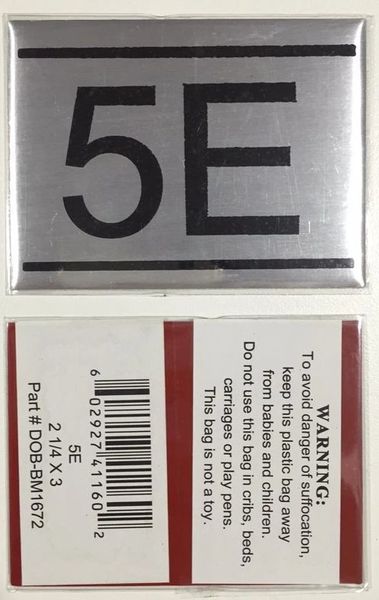 5E
WARNING:
To avoid danger of suffocation,
keep this plastic bag away
from babies and children.
Do not use this bag in cribs, beds,
carriages or play pens.
This bag is not a toy.
6 02927 41160 2
5E
2 1/4 X 3
Part # DOB-BM1672